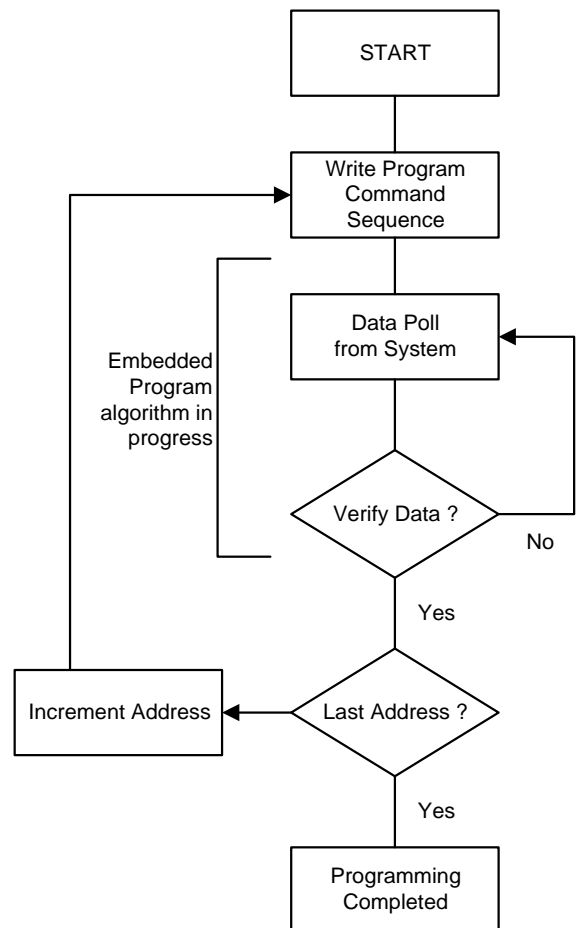 START
Write Program
Command
Sequence
Data Poll
from System
Embedded
Program
algorithm in
progress
Verify Data ?
No
Yes
Increment Address
Last Address ?
Yes
Programming
Completed